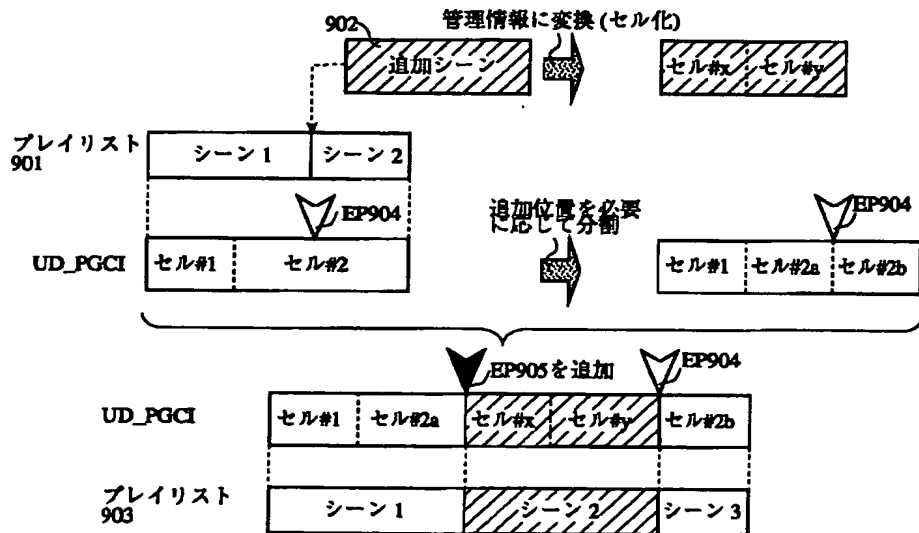 902
管理情報に変換 (セル化)
追加シーン
セル#x
セル#y
プレイリスト
901
シーン 1
シーン 2
EP904
追加位置を必要
に応じて分割
EP904
UD_PGCI
セル#1
セル#2
セル#1
セル#2a
セル#2b
EP905を追加
EP904
UD_PGCI
セル#1
セル#2a
セル#x
セル#y
セル#2b
プレイリスト
903
シーン 1
シーン 2
シーン 3